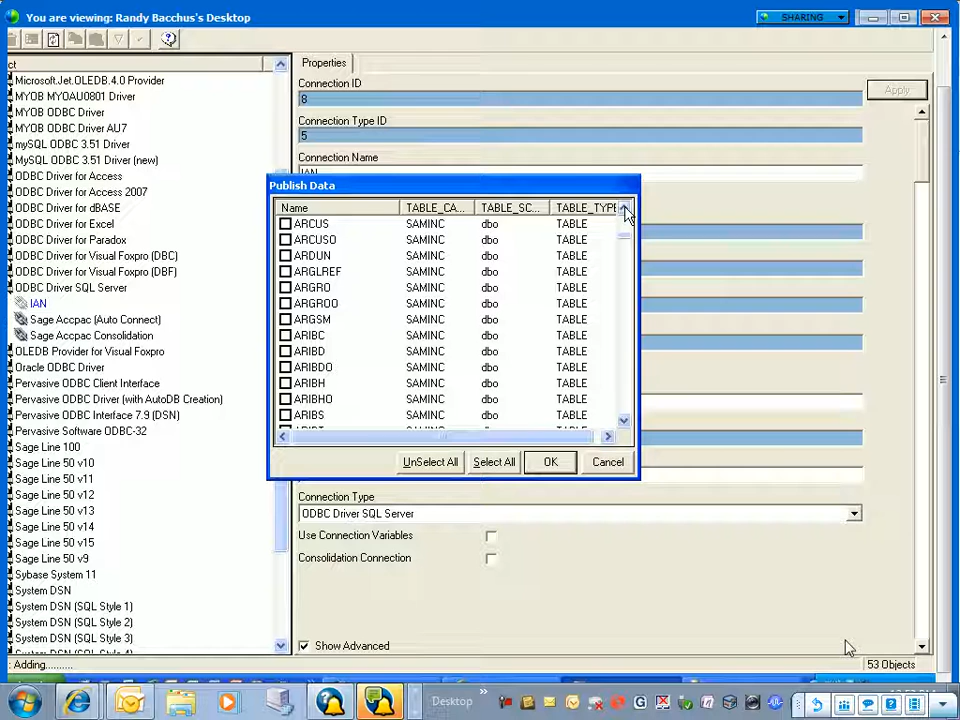 You are viewing: Randy Bacchus's Desktop
SHARING
ct
Microsoft.Jet.OLEDB.4.0 Provider
MYOB MYOAU0801 Driver
MYOB ODBC Driver
MYOB ODBC Driver AU7
mySQL ODBC 3.51 Driver
MySQL ODBC 3.51 Driver (new)
ODBC Driver for Access
ODBC Driver for Access 2007
ODBC Driver for dBASE
ODBC Driver for Excel
ODBC Driver for Paradox
ODBC Driver for Visual Foxpro (DBC)
ODBC Driver for Visual Foxpro (DBF)
ODBC Driver SQL Server
IAN
Sage Accpac (Auto Connect)
Sage Accpac Consolidation
OLEDB Provider for Visual Foxpro
Oracle ODBC Driver
Pervasive ODBC Client Interface
Pervasive ODBC Driver (with AutoDB Creation)
Pervasive ODBC Interface 7.9 (DSN)
Pervasive Software ODBC-32
Sage Line 100
Sage Line 50 v10
Sage Line 50 v11
Sage Line 50 v12
Sage Line 50 v13
Sage Line 50 v14
Sage Line 50 v15
Sage Line 50 v9
Sybase System 11
System DSN
System DSN (SQL Style 1)
System DSN (SQL Style 2)
System DSN (SQL Style 3)
System DSN (SQL Style 4)
: Adding.........
Properties
Connection ID
8
Apply
Connection Type ID
5
Connection Name
IAN
Publish Data
Name TABLE_CA... TABLE_SC... TABLE_TYPE
ARCUS SAMINC dbo TABLE
ARCUSO SAMINC dbo TABLE
ARDUN SAMINC dbo TABLE
ARGLREF SAMINC dbo TABLE
ARGRO SAMINC dbo TABLE
ARGROO SAMINC dbo TABLE
ARGSM SAMINC dbo TABLE
ARIBC SAMINC dbo TABLE
ARIBD SAMINC dbo TABLE
ARIBDO SAMINC dbo TABLE
ARIBH SAMINC dbo TABLE
ARIBHO SAMINC dbo TABLE
ARIBS SAMINC dbo TABLE
UnSelect All Select All OK Cancel
Connection Type
ODBC Driver SQL Server
Use Connection Variables
Consolidation Connection
Show Advanced
53 Objects
Desktop